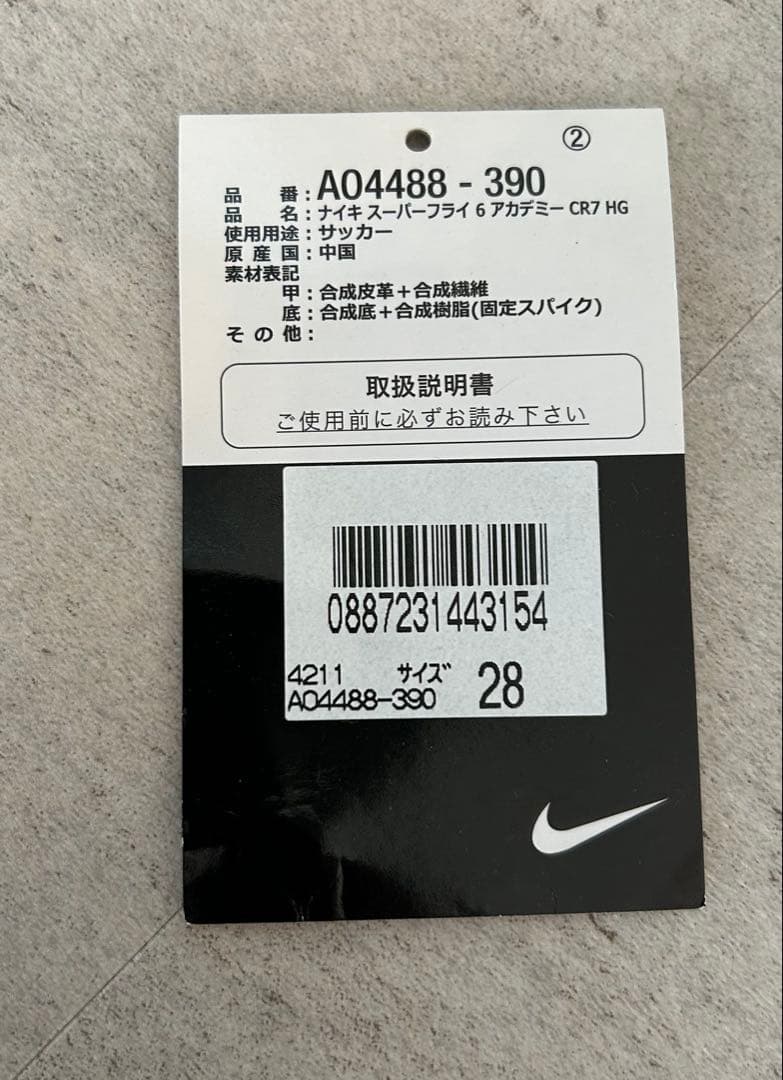 ②
品 番：AO4488 - 390
品 名：ナイキ スーパーフライ 6 アカデミー CR7 HG
使用用途：サッカー
原 産 国：中国
素材表記
甲：合成皮革＋合成繊維
底：合成底＋合成樹脂(固定スパイク)
そ の 他：
取扱説明書
ご使用前に必ずお読み下さい
0887231443154
4211 サイズ 28
AO4488-390